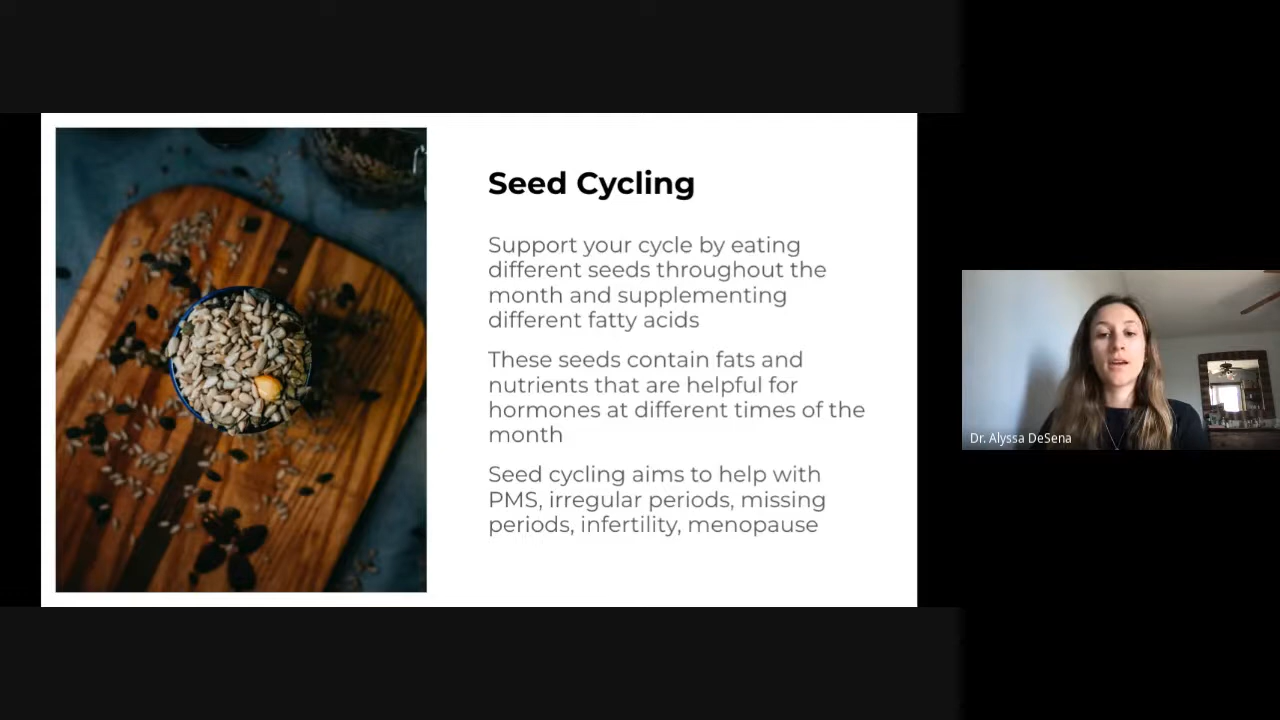 Seed Cycling
Support your cycle by eating
different seeds throughout the
month and supplementing
different fatty acids
These seeds contain fats and
nutrients that are helpful for
hormones at different times of the
month
Seed cycling aims to help with
PMS, irregular periods, missing
periods, infertility, menopause
Dr. Alyssa DeSena